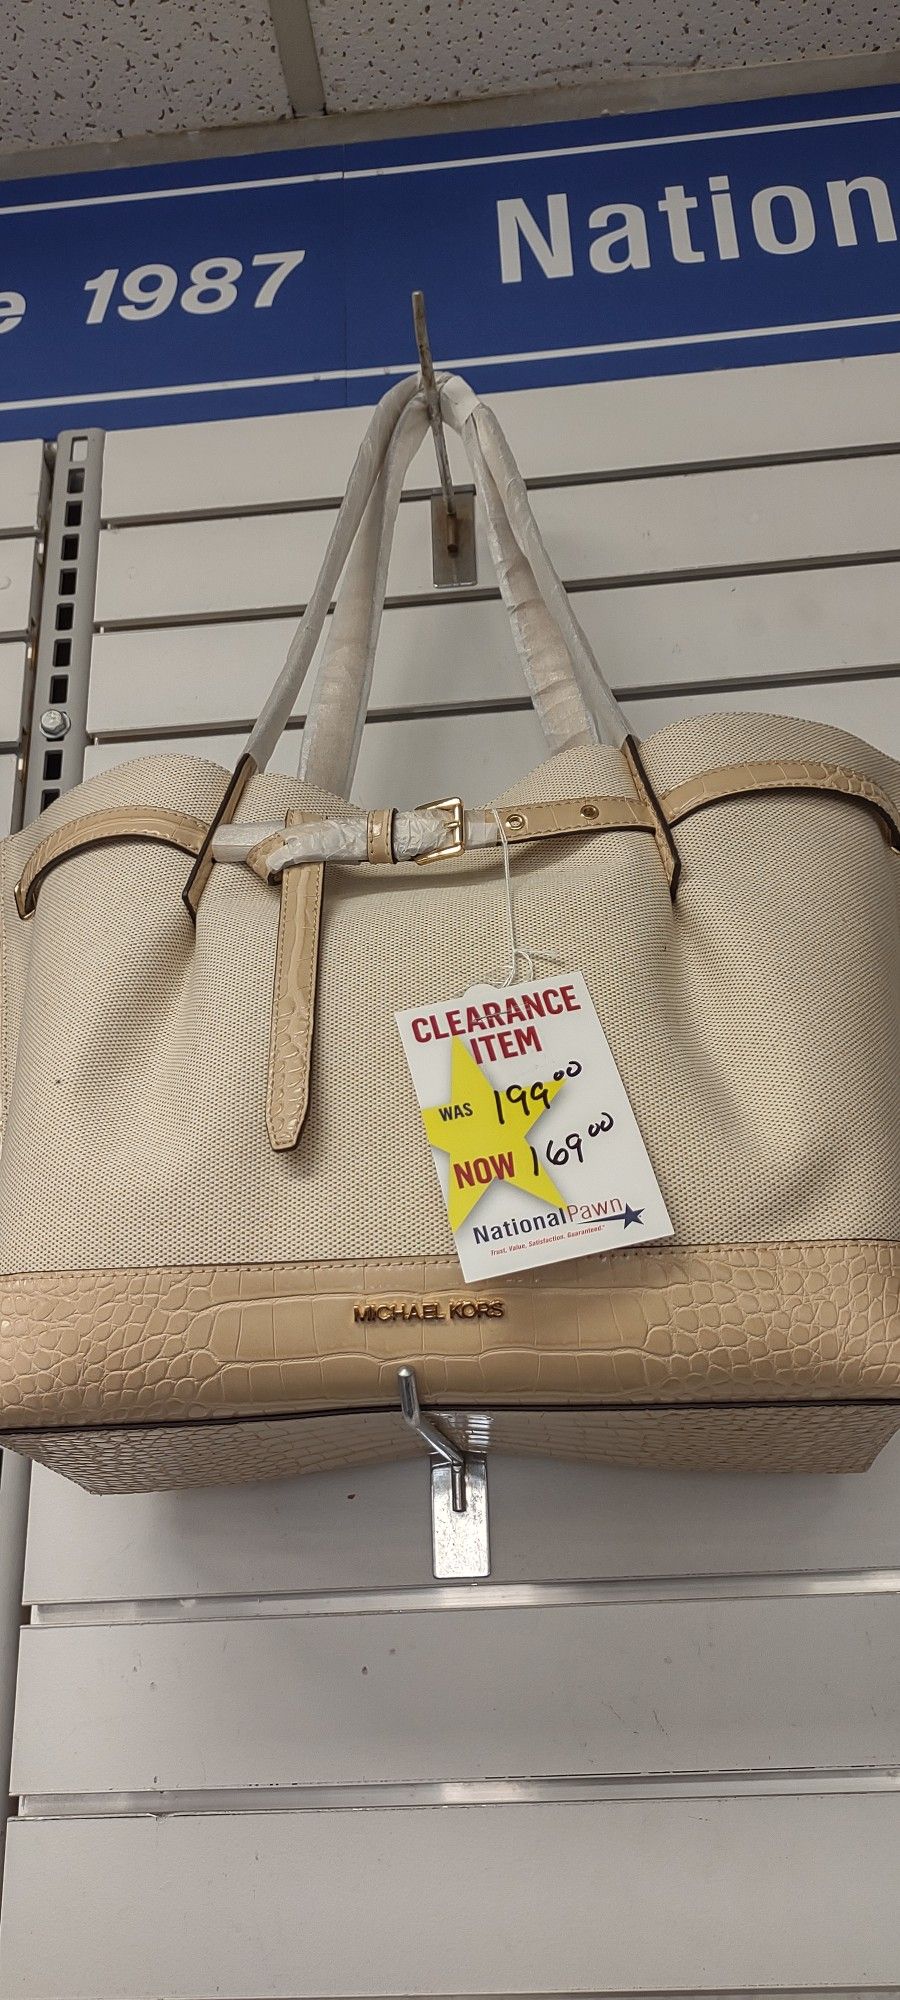 e 1987 Nation
CLEARANCE
ITEM
WAS 199.00
NOW 169.00
NationalPawn
Trust, Value, Satisfaction. Guaranteed.
MICHAEL KORS